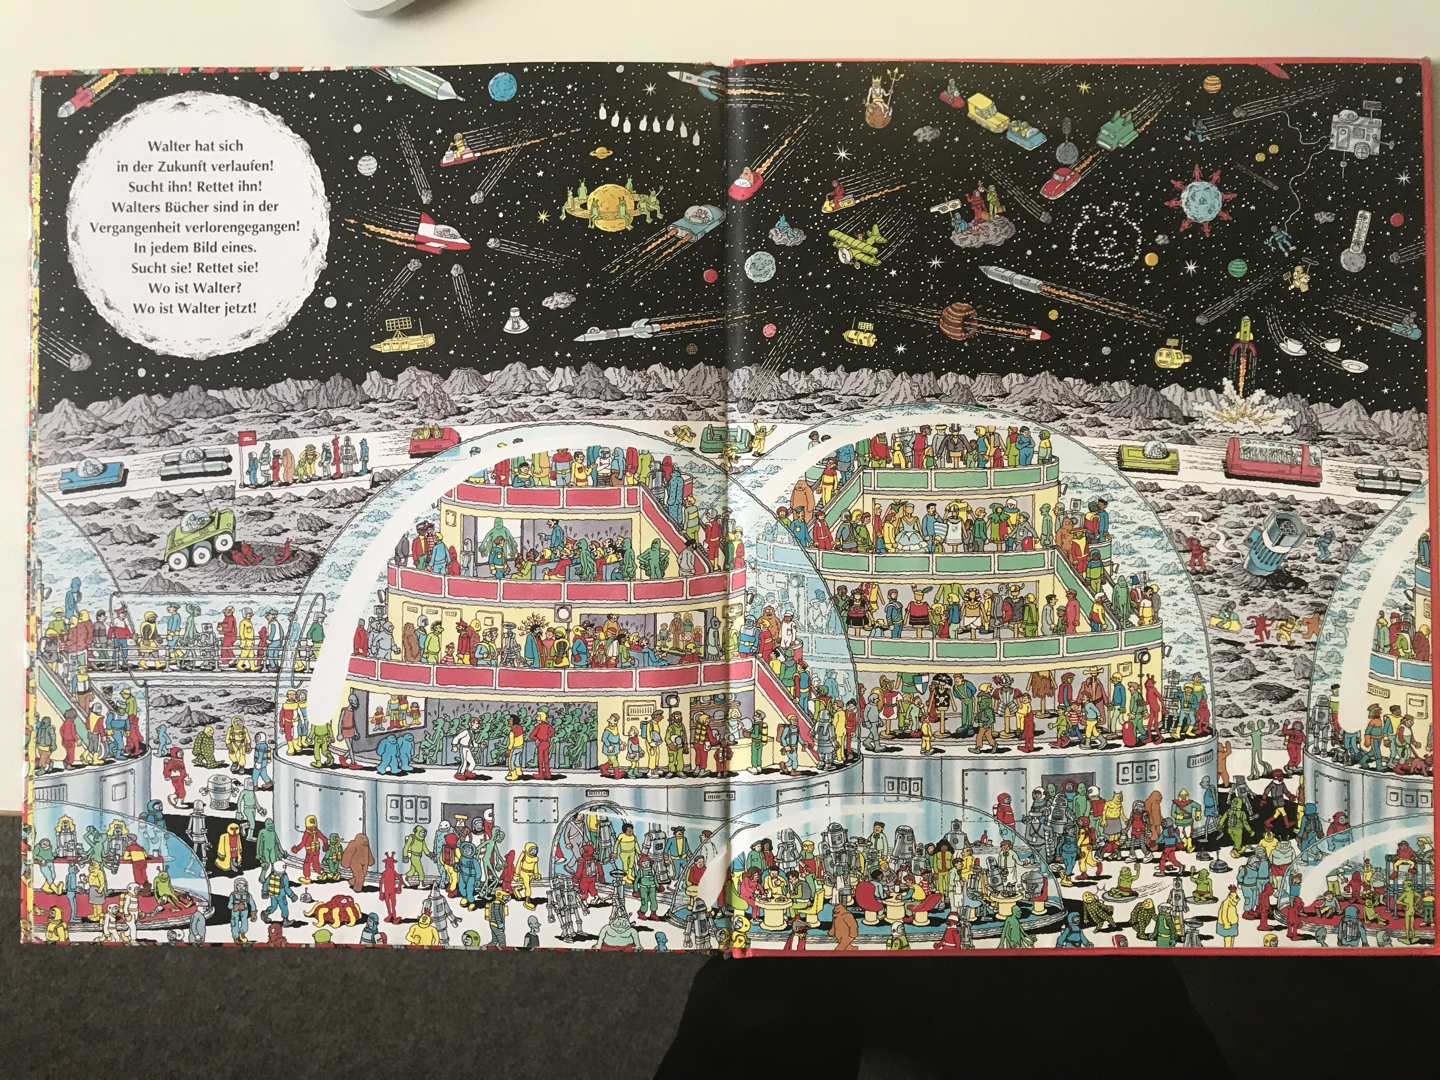 Walter hat sich
in der Zukunft verlaufen!
Sucht ihn! Rettet ihn!
Walters Bücher sind in der
Vergangenheit verlorengegangen!
In jedem Bild eines.
Sucht sie! Rettet sie!
Wo ist Walter?
Wo ist Walter jetzt!